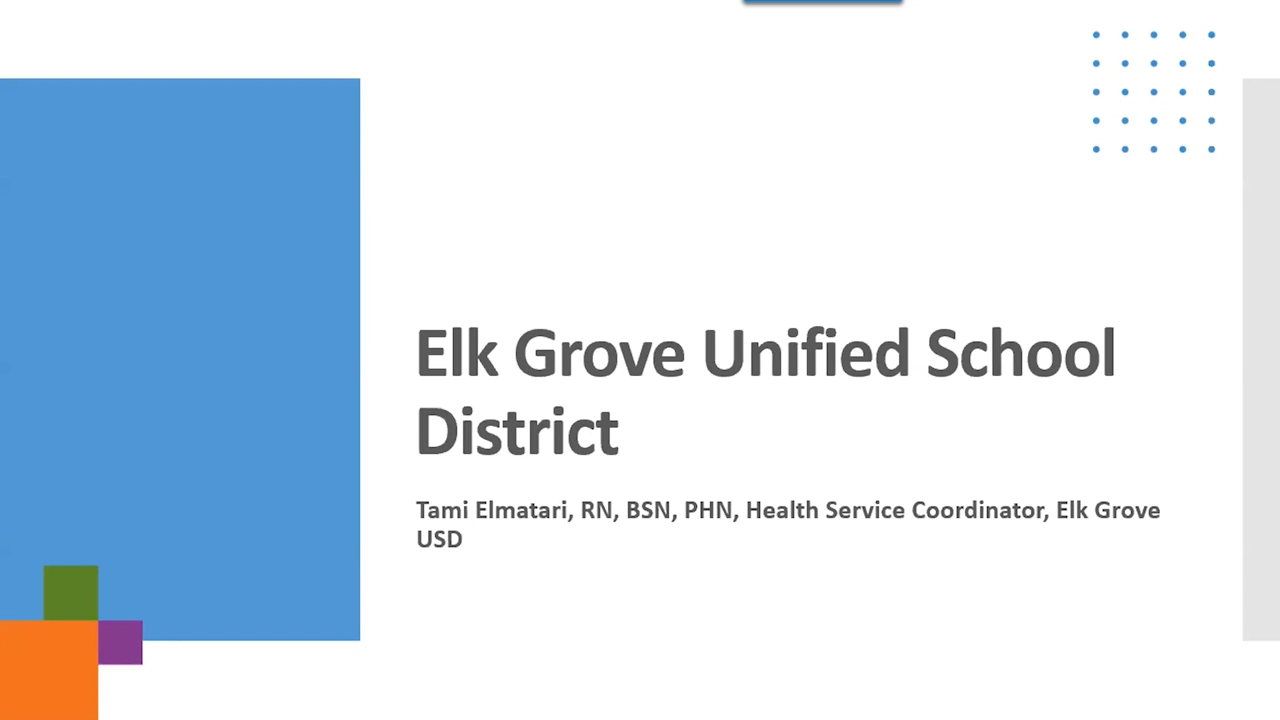 Elk Grove Unified School
District
Tami Elmatari, RN, BSN, PHN, Health Service Coordinator, Elk Grove
USD